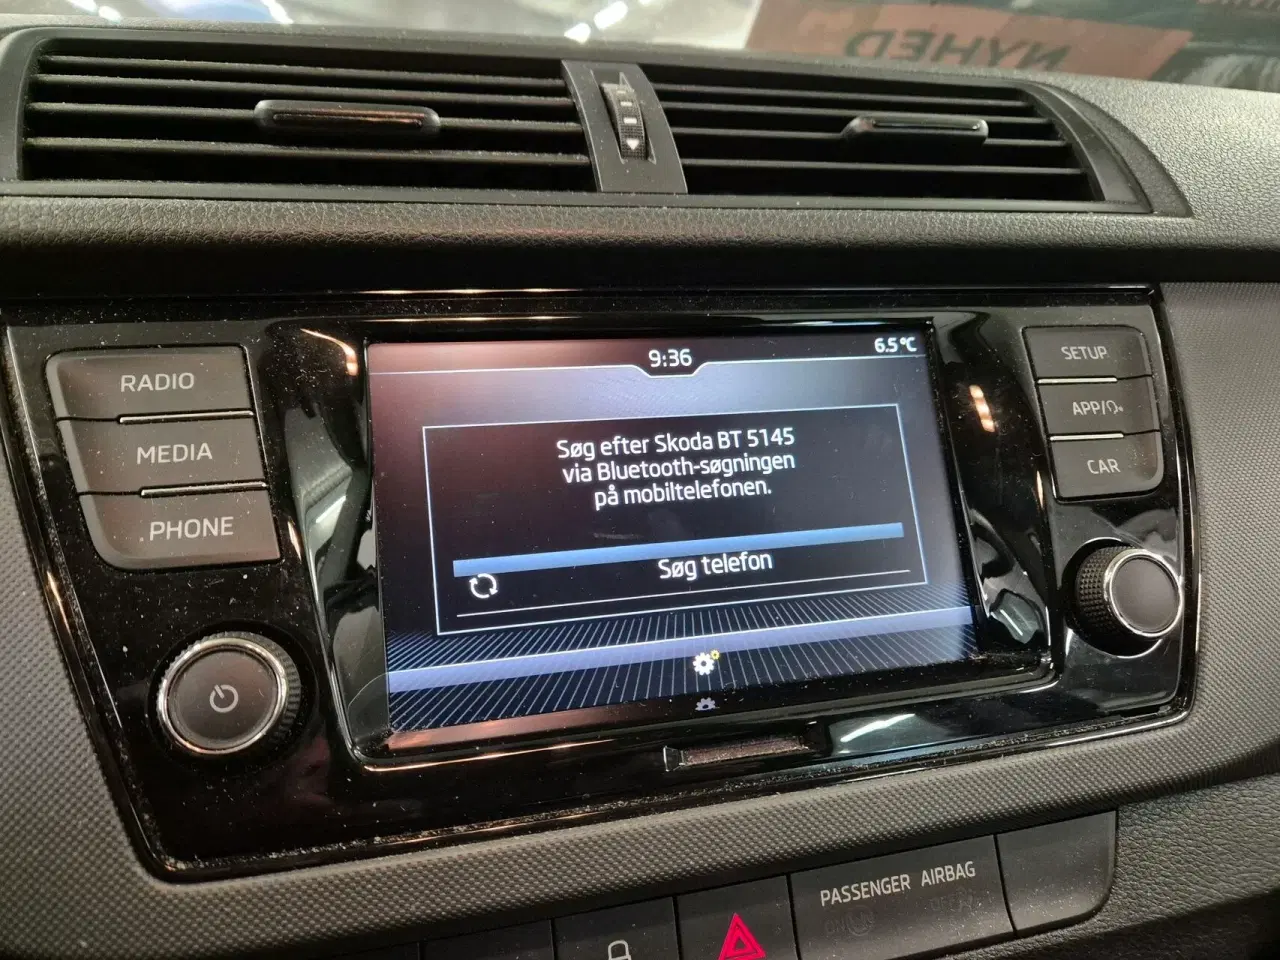 NYHED
9:36
6.5°C
RADIO
MEDIA
PHONE
SETUP
APP/
CAR
Søg efter Skoda BT 5145
via Bluetooth-søgningen
på mobiltelefonen.
Søg telefon
PASSENGER AIRBAG